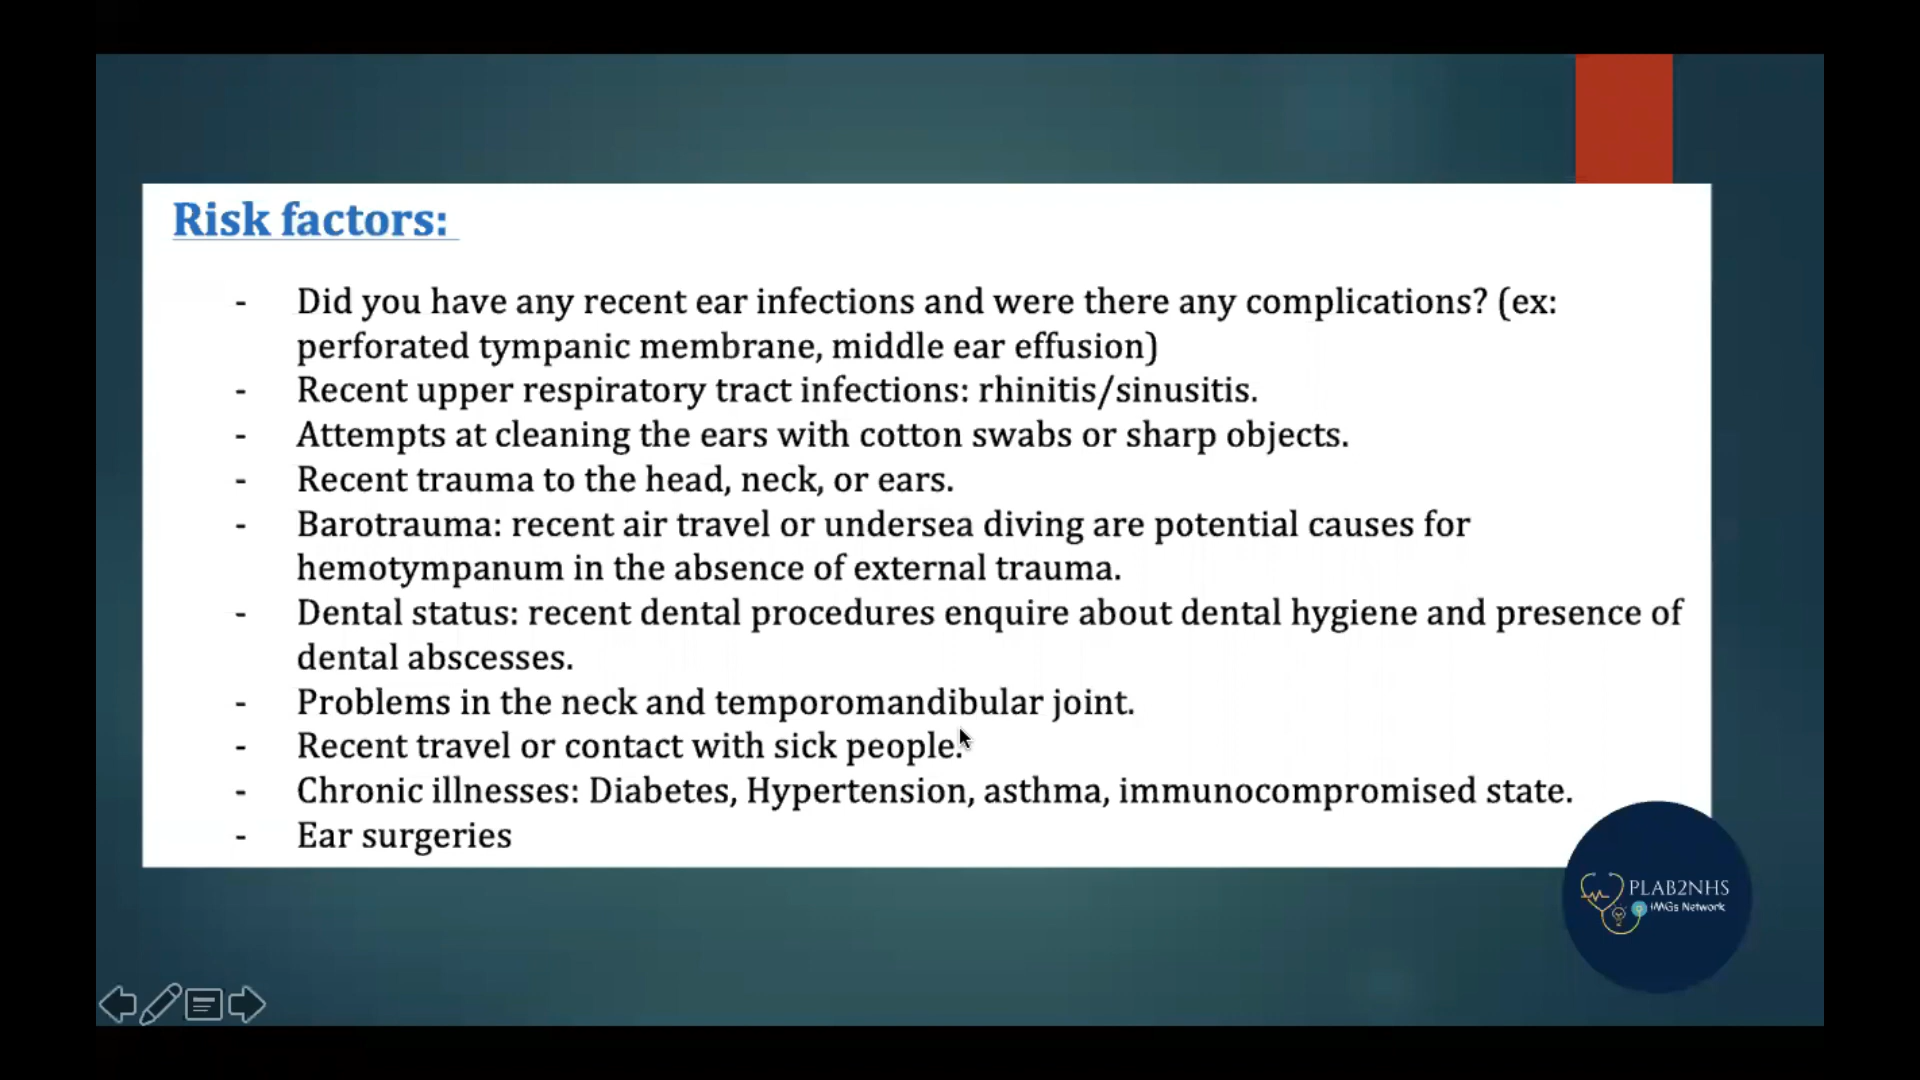 Risk factors:
- Did you have any recent ear infections and were there any complications? (ex:
perforated tympanic membrane, middle ear effusion)
- Recent upper respiratory tract infections: rhinitis/sinusitis.
- Attempts at cleaning the ears with cotton swabs or sharp objects.
- Recent trauma to the head, neck, or ears.
- Barotrauma: recent air travel or undersea diving are potential causes for
hemotympanum in the absence of external trauma.
- Dental status: recent dental procedures enquire about dental hygiene and presence of
dental abscesses.
- Problems in the neck and temporomandibular joint.
- Recent travel or contact with sick people.
- Chronic illnesses: Diabetes, Hypertension, asthma, immunocompromised state.
- Ear surgeries
PLAB2NHS
IMGs Network